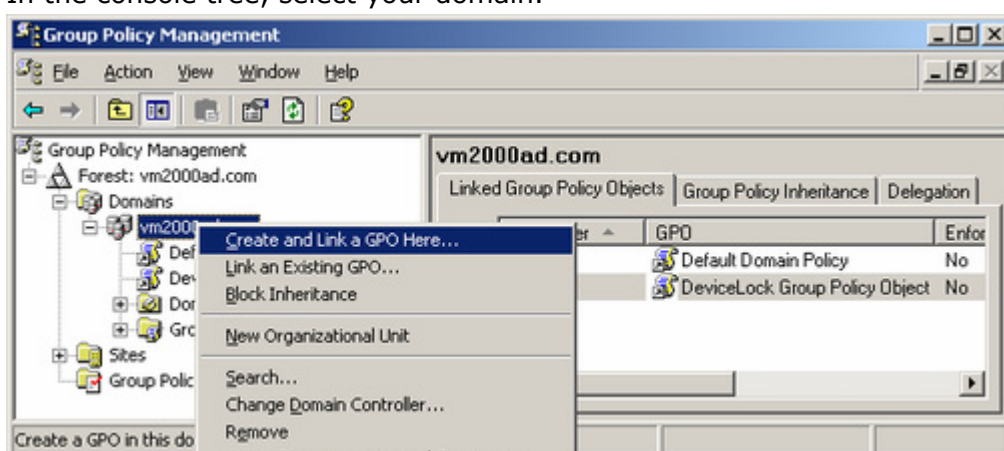 In the console tree, select your domain.
Group Policy Management
File Action View Window Help
Group Policy Management
Forest: vm2000ad.com
Domains
Sites
vm2000ad.com
Linked Group Policy Objects Group Policy Inheritance Delegation
GPO
Default Domain Policy No
DeviceLock Group Policy Object No
Create and Link a GPO Here...
Link an Existing GPO...
Block Inheritance
New Organizational Unit
Search...
Change Domain Controller...
Remove
Create a GPO in this do